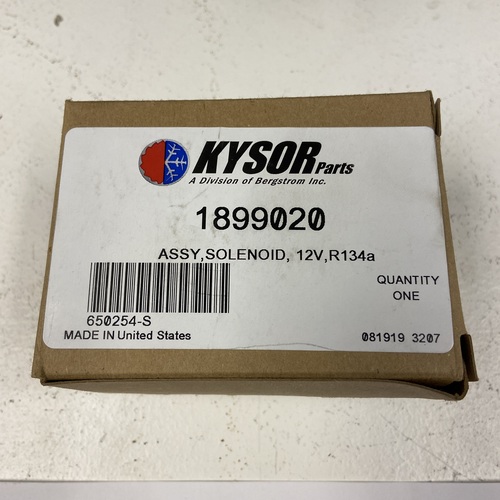 KYSOR Parts
A Division of Bergstrom Inc.
1899020
ASSY,SOLENOID, 12V,R134a
QUANTITY
ONE
650254-S
MADE IN United States
081919 3207